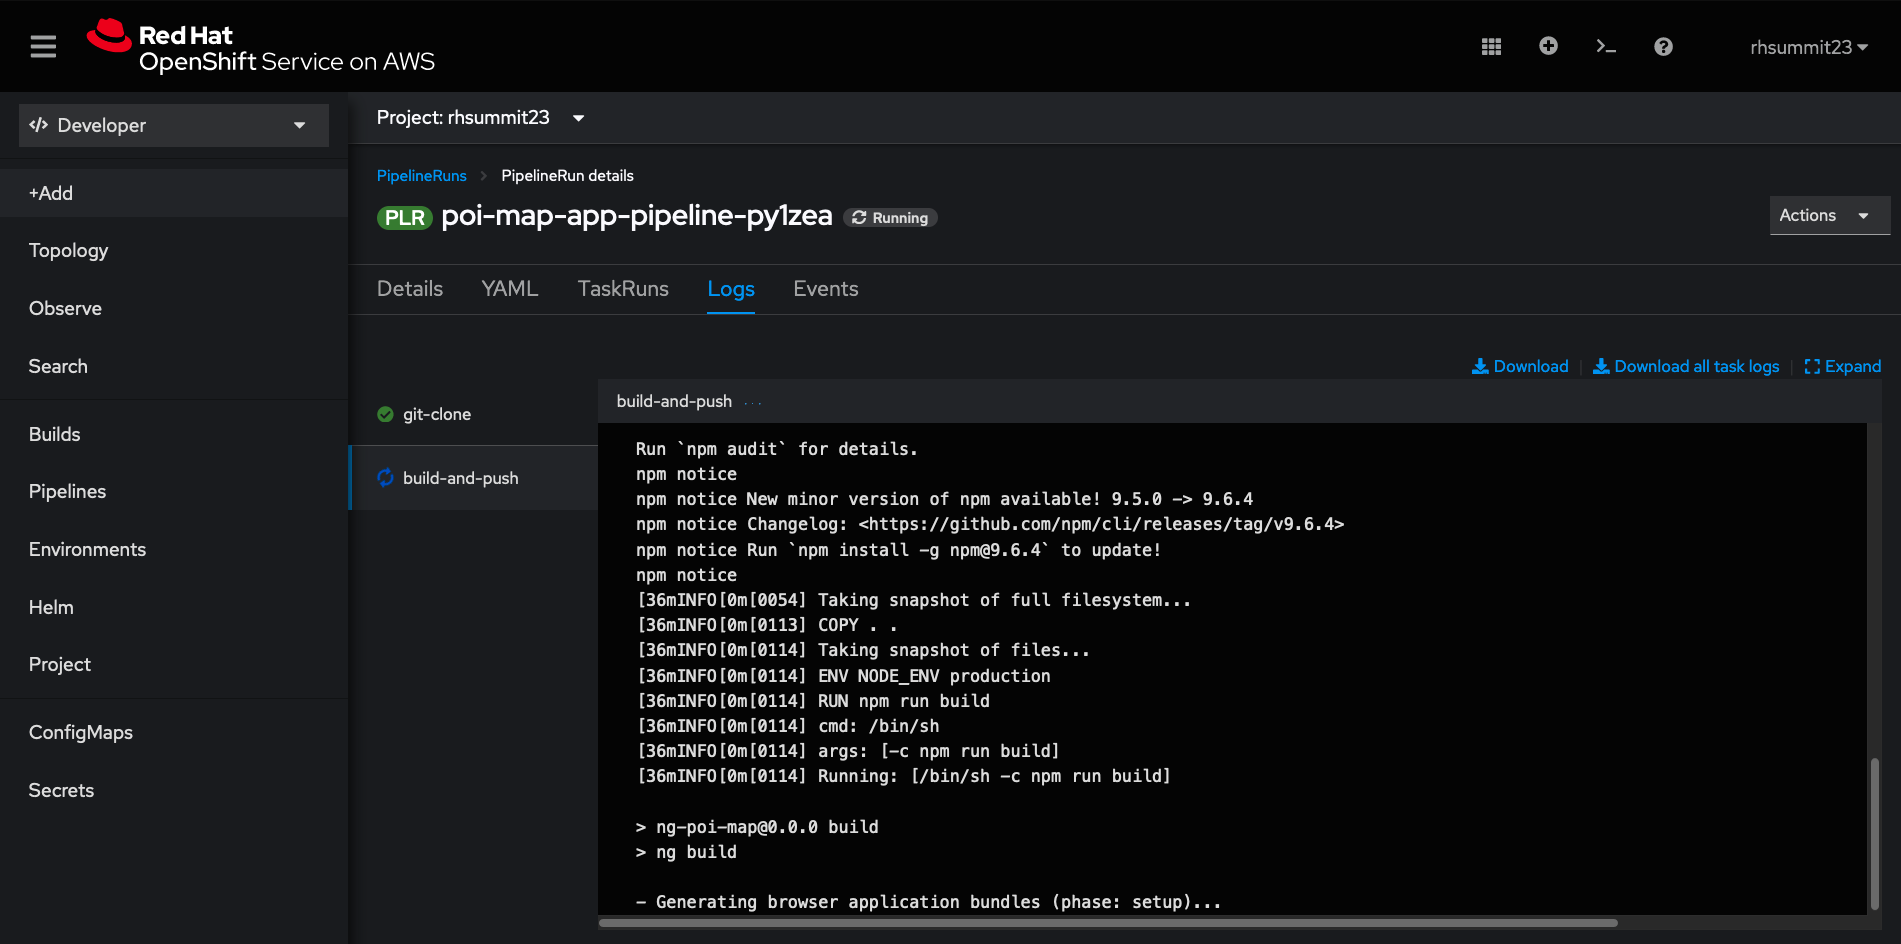 Red Hat
OpenShift Service on AWS
rhsummit23
Developer
Project: rhsummit23
+Add
Topology
Observe
Search
Builds
Pipelines
Environments
Helm
Project
ConfigMaps
Secrets
PipelineRuns > PipelineRun details
PLR poi-map-app-pipeline-py1zea Running
Actions
Details YAML TaskRuns Logs Events
Download | Download all task logs | Expand
git-clone
build-and-push
build-and-push ...
Run `npm audit` for details.
npm notice
npm notice New minor version of npm available! 9.5.0 -> 9.6.4
npm notice Changelog: <https://github.com/npm/cli/releases/tag/v9.6.4>
npm notice Run `npm install -g npm@9.6.4` to update!
npm notice
[36mINFO[0m[0054] Taking snapshot of full filesystem...
[36mINFO[0m[0113] COPY . .
[36mINFO[0m[0114] Taking snapshot of files...
[36mINFO[0m[0114] ENV NODE_ENV production
[36mINFO[0m[0114] RUN npm run build
[36mINFO[0m[0114] cmd: /bin/sh
[36mINFO[0m[0114] args: [-c npm run build]
[36mINFO[0m[0114] Running: [/bin/sh -c npm run build]
> ng-poi-map@0.0.0 build
> ng build
- Generating browser application bundles (phase: setup)...